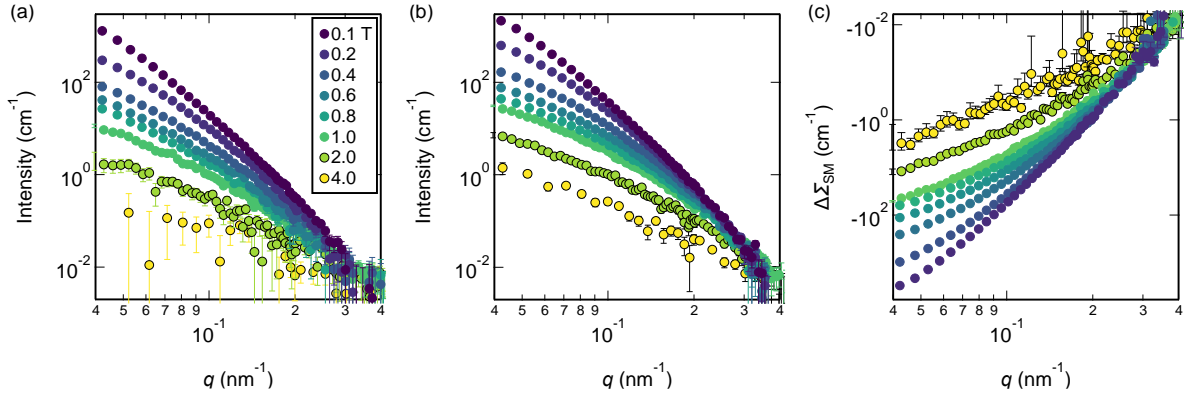 (a)
Intensity (cm⁻¹)
10²
10⁰
10⁻²
0.1 T
0.2
0.4
0.6
0.8
1.0
2.0
4.0
4 5 6 7 8 9 10⁻¹ 2 3 4
q (nm⁻¹)
(b)
Intensity (cm⁻¹)
10²
10⁰
10⁻²
4 5 6 7 8 9 10⁻¹ 2 3 4
q (nm⁻¹)
(c)
ΔΣSM (cm⁻¹)
-10⁻²
-10⁰
-10²
4 5 6 7 8 9 10⁻¹ 2 3 4
q (nm⁻¹)